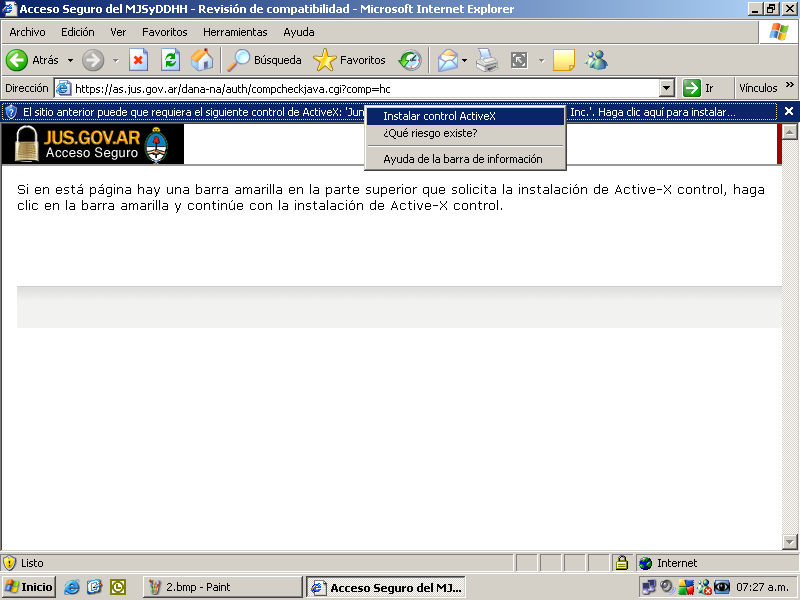 Acceso Seguro del MJSyDDHH - Revisión de compatibilidad - Microsoft Internet Explorer
Archivo Edición Ver Favoritos Herramientas Ayuda
Atrás Búsqueda Favoritos
Dirección https://as.jus.gov.ar/dana-na/auth/compcheckjava.cgi?comp=hc Ir Vínculos »
El sitio anterior puede que requiera el siguiente control de ActiveX: 'Jun Inc.'. Haga clic aquí para instalar...
Instalar control ActiveX
¿Qué riesgo existe?
Ayuda de la barra de información
JUS.GOV.AR
Acceso Seguro
Si en está página hay una barra amarilla en la parte superior que solicita la instalación de Active-X control, haga
clic en la barra amarilla y continúe con la instalación de Active-X control.
Listo Internet
Inicio 2.bmp - Paint Acceso Seguro del MJ... 07:27 a.m.